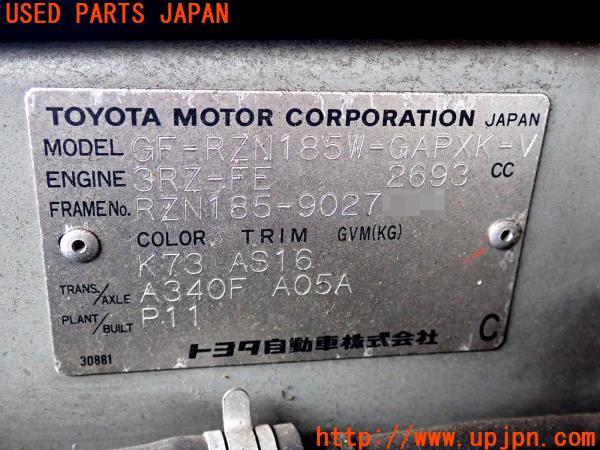 USED PARTS JAPAN
TOYOTA MOTOR CORPORATION JAPAN
MODEL GF-RZN185W-GAPXK-V
ENGINE 3RZ-FE 2693 CC
FRAME No. RZN185-9027
COLOR TRIM GVM(KG)
K73 AS16
TRANS./AXLE A340F A05A
PLANT/BUILT P11
30881 トヨタ自動車株式会社 C
http://www.upjpn.com/